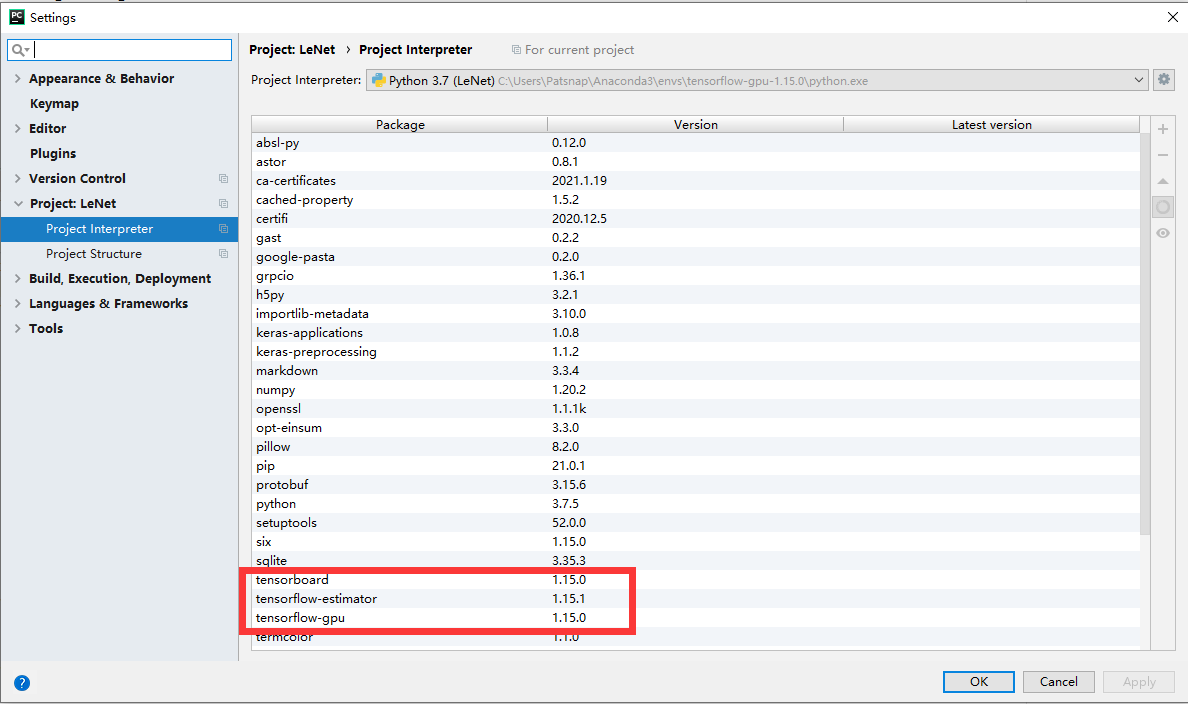 PC Settings
Project: LeNet › Project Interpreter For current project
Appearance & Behavior
Keymap
Editor
Plugins
Version Control
Project: LeNet
Project Interpreter
Project Structure
Build, Execution, Deployment
Languages & Frameworks
Tools
Project Interpreter: Python 3.7 (LeNet) C:\Users\Patsnap\Anaconda3\envs\tensorflow-gpu-1.15.0\python.exe
Package Version Latest version
absl-py 0.12.0
astor 0.8.1
ca-certificates 2021.1.19
cached-property 1.5.2
certifi 2020.12.5
gast 0.2.2
google-pasta 0.2.0
grpcio 1.36.1
h5py 3.2.1
importlib-metadata 3.10.0
keras-applications 1.0.8
keras-preprocessing 1.1.2
markdown 3.3.4
numpy 1.20.2
openssl 1.1.1k
opt-einsum 3.3.0
pillow 8.2.0
pip 21.0.1
protobuf 3.15.6
python 3.7.5
setuptools 52.0.0
six 1.15.0
sqlite 3.35.3
tensorboard 1.15.0
tensorflow-estimator 1.15.1
tensorflow-gpu 1.15.0
termcolor 1.1.0
? OK Cancel Apply